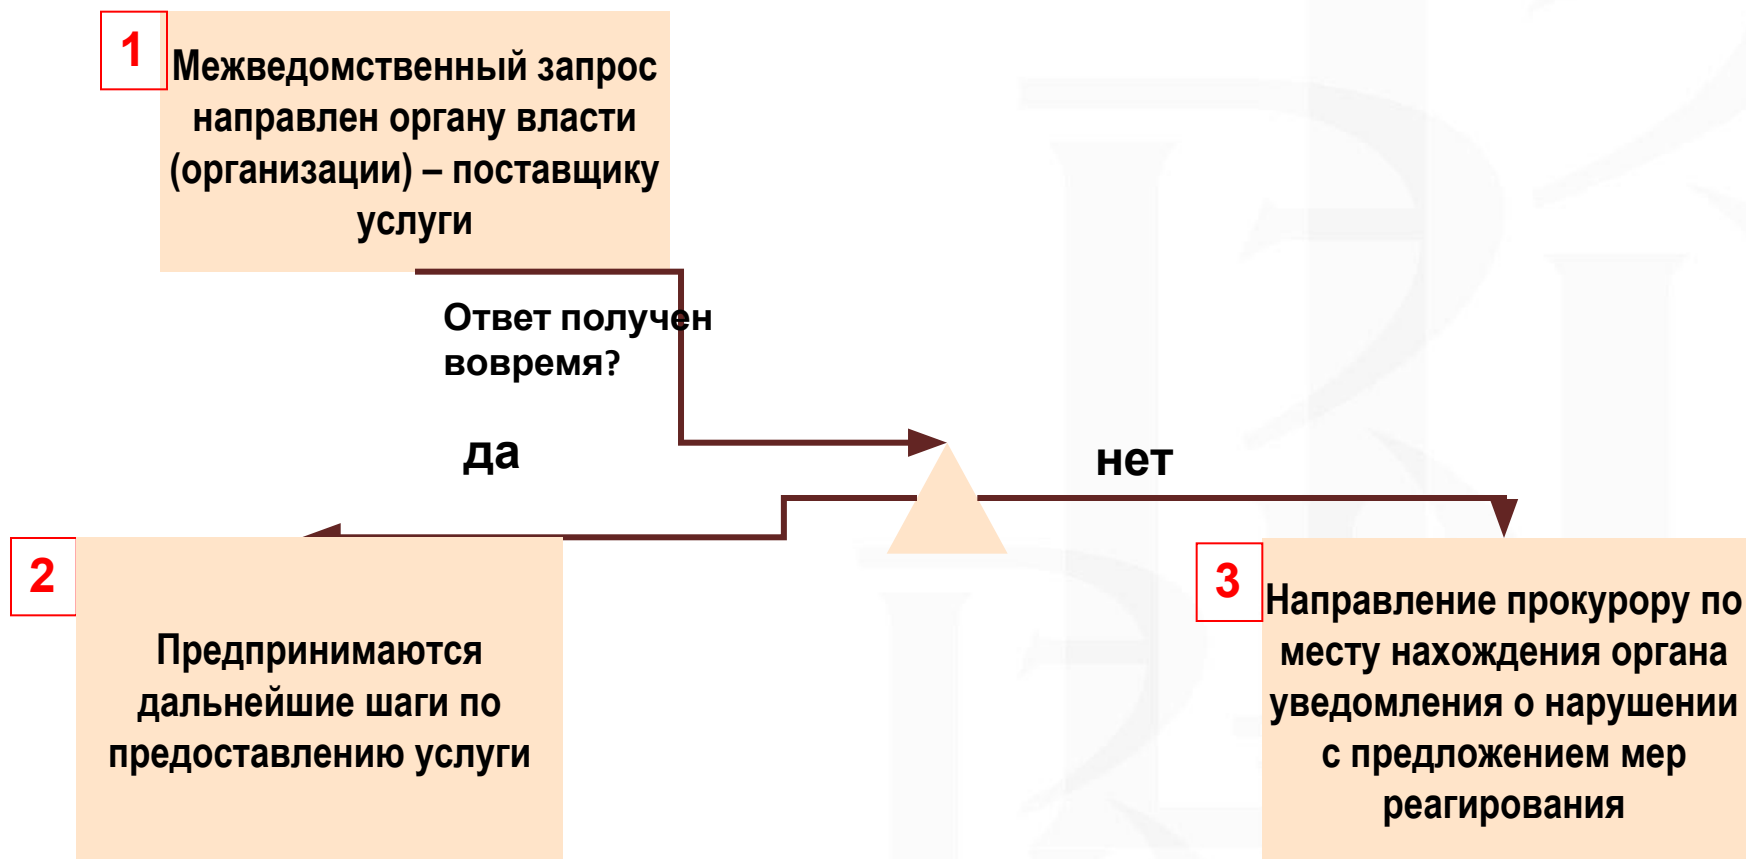 1
Межведомственный запрос
направлен органу власти
(организации) – поставщику
услуги
Ответ получен
вовремя?
да
нет
2
Предпринимаются
дальнейшие шаги по
предоставлению услуги
3
Направление прокурору по
месту нахождения органа
уведомления о нарушении
с предложением мер
реагирования